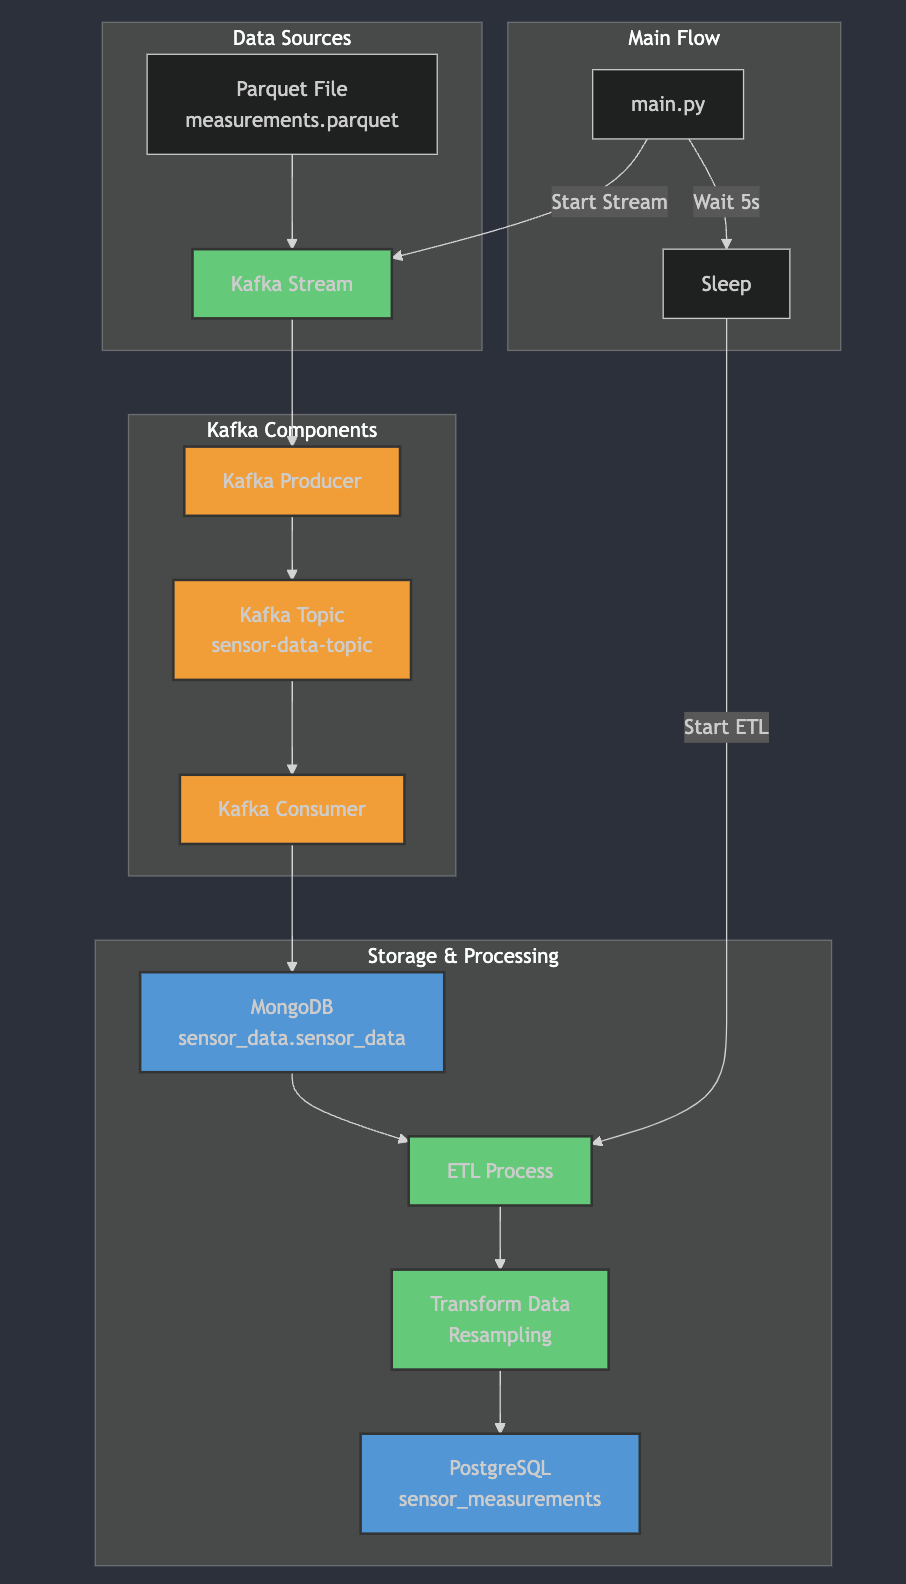 Data Sources
Main Flow
Parquet File
measurements.parquet
main.py
Start Stream
Wait 5s
Kafka Stream
Sleep
Kafka Components
Kafka Producer
Kafka Topic
sensor-data-topic
Start ETL
Kafka Consumer
Storage & Processing
MongoDB
sensor_data.sensor_data
ETL Process
Transform Data
Resampling
PostgreSQL
sensor_measurements